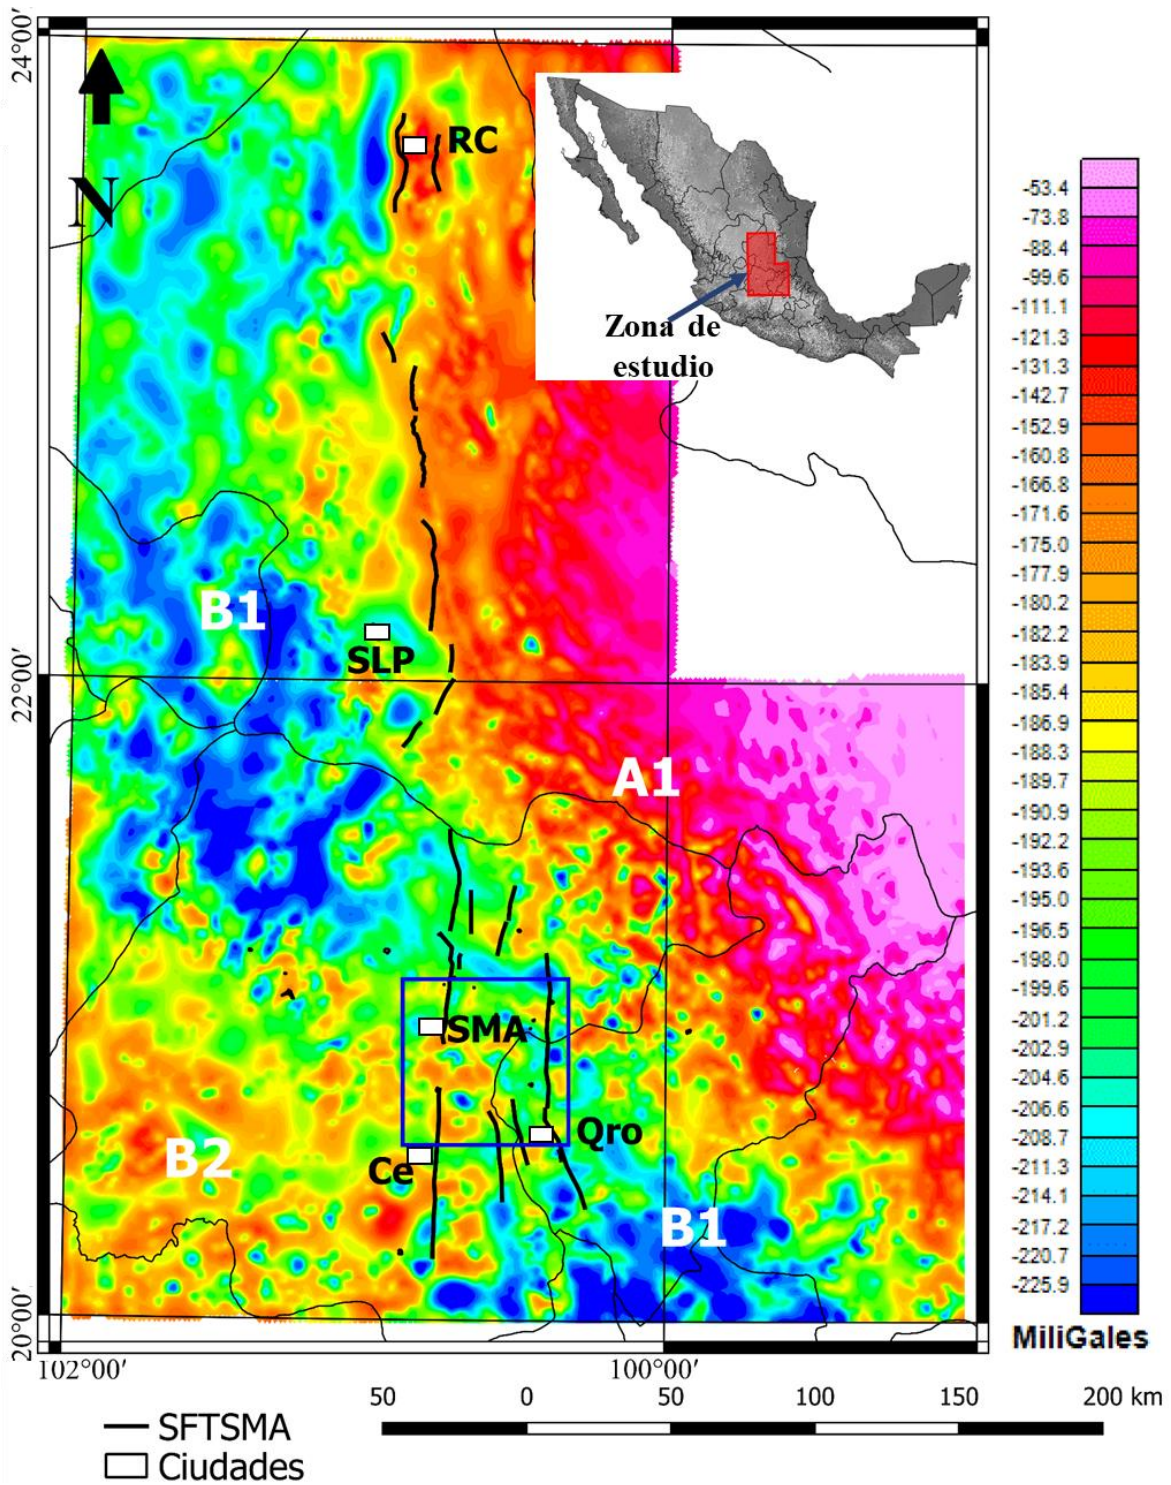 24°00'
N
RC
Zona de
estudio
B1
SLP
22°00'
A1
SMA
Qro
B2
Ce
B1
20°00'
102°00'
100°00'
-53.4
-73.8
-88.4
-99.6
-111.1
-121.3
-131.3
-142.7
-152.9
-160.8
-166.8
-171.6
-175.0
-177.9
-180.2
-182.2
-183.9
-185.4
-186.9
-188.3
-189.7
-190.9
-192.2
-193.6
-195.0
-196.5
-198.0
-199.6
-201.2
-202.9
-204.6
-206.6
-208.7
-211.3
-214.1
-217.2
-220.7
-225.9
MiliGales
50 0 50 100 150 200 km
SFTSMA
Ciudades